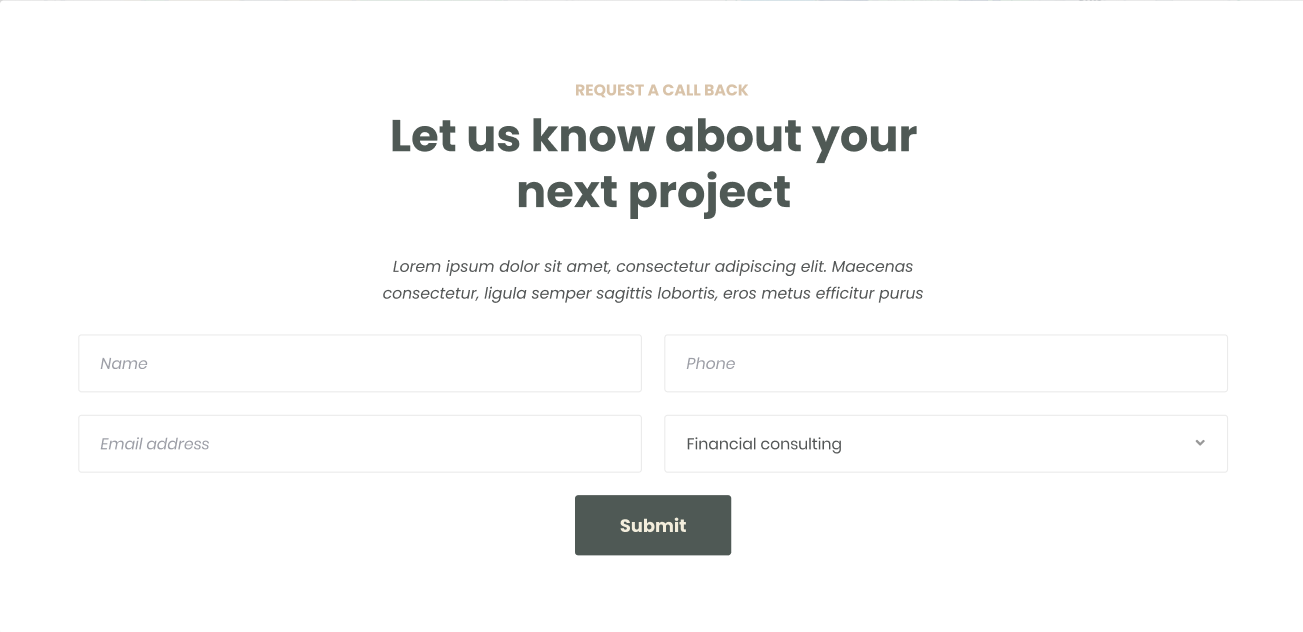 REQUEST A CALL BACK
Let us know about your
next project
Lorem ipsum dolor sit amet, consectetur adipiscing elit. Maecenas
consectetur, ligula semper sagittis lobortis, eros metus efficitur purus
Name
Phone
Email address
Financial consulting
Submit